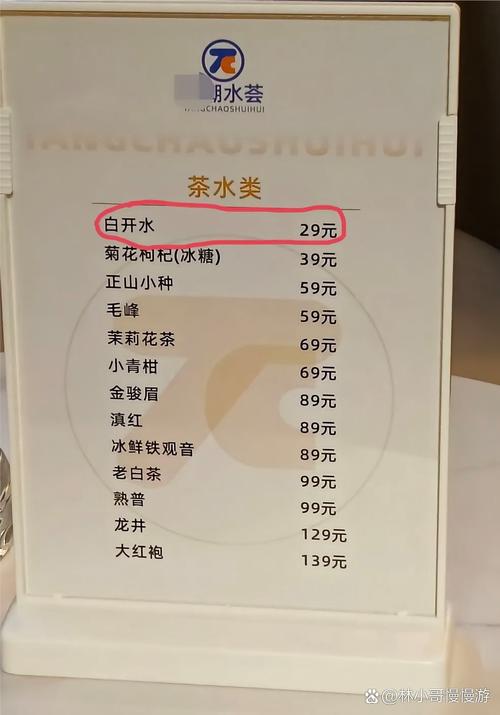 潮水荟
TANGCHAOSHUIHUI
TANGCHAOSHUIHUI
茶水类
白开水 29元
菊花枸杞(冰糖) 39元
正山小种 59元
毛峰 59元
茉莉花茶 69元
小青柑 69元
金骏眉 89元
滇红 89元
冰鲜铁观音 89元
老白茶 99元
熟普 99元
龙井 129元
大红袍 139元
@林小哥慢慢游